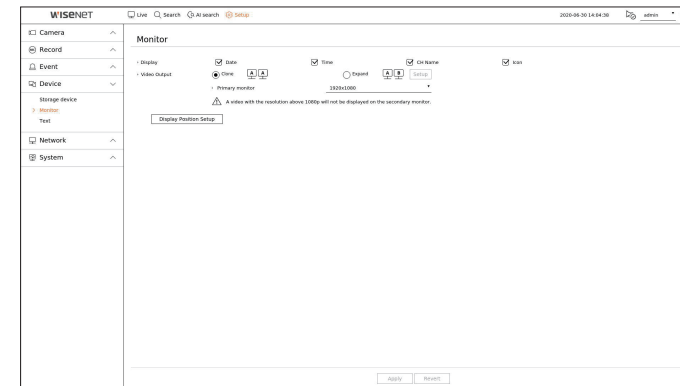 WISENET
Live Search AI search Setup
2020-06-30 14:04:38 admin
Camera
Record
Event
Device
Storage device
Monitor
Text
Network
System
Monitor
Display Date Time CH Name Icon
Video Output Clone A A Expand A B Setup
Primary monitor 1920x1080
A video with the resolution above 1080p will not be displayed on the secondary monitor.
Display Position Setup
Apply Revert